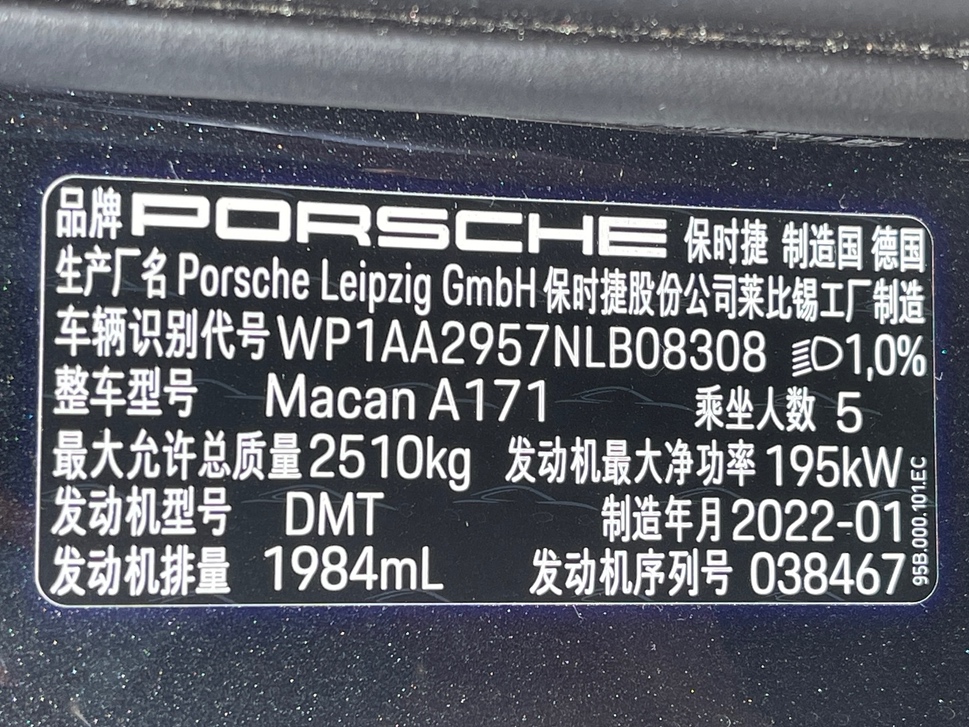 品牌 PORSCHE 保时捷 制造国 德国
生产厂名 Porsche Leipzig GmbH 保时捷股份公司莱比锡工厂制造
车辆识别代号 WP1AA2957NLB08308 1,0%
整车型号 Macan A171 乘坐人数 5
最大允许总质量 2510kg 发动机最大净功率 195kW
发动机型号 DMT 制造年月 2022-01
发动机排量 1984mL 发动机序列号 038467
95B.000.101.EC